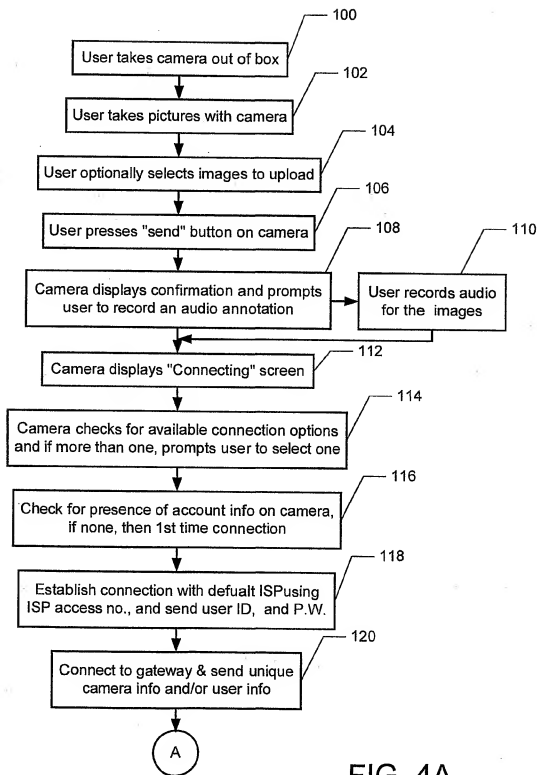 100
User takes camera out of box
102
User takes pictures with camera
104
User optionally selects images to upload
106
User presses "send" button on camera
108
Camera displays confirmation and prompts
user to record an audio annotation
110
User records audio
for the images
112
Camera displays "Connecting" screen
114
Camera checks for available connection options
and if more than one, prompts user to select one
116
Check for presence of account info on camera,
if none, then 1st time connection
118
Establish connection with defualt ISPusing
ISP access no., and send user ID, and P.W.
120
Connect to gateway & send unique
camera info and/or user info
A
FIG. 4A